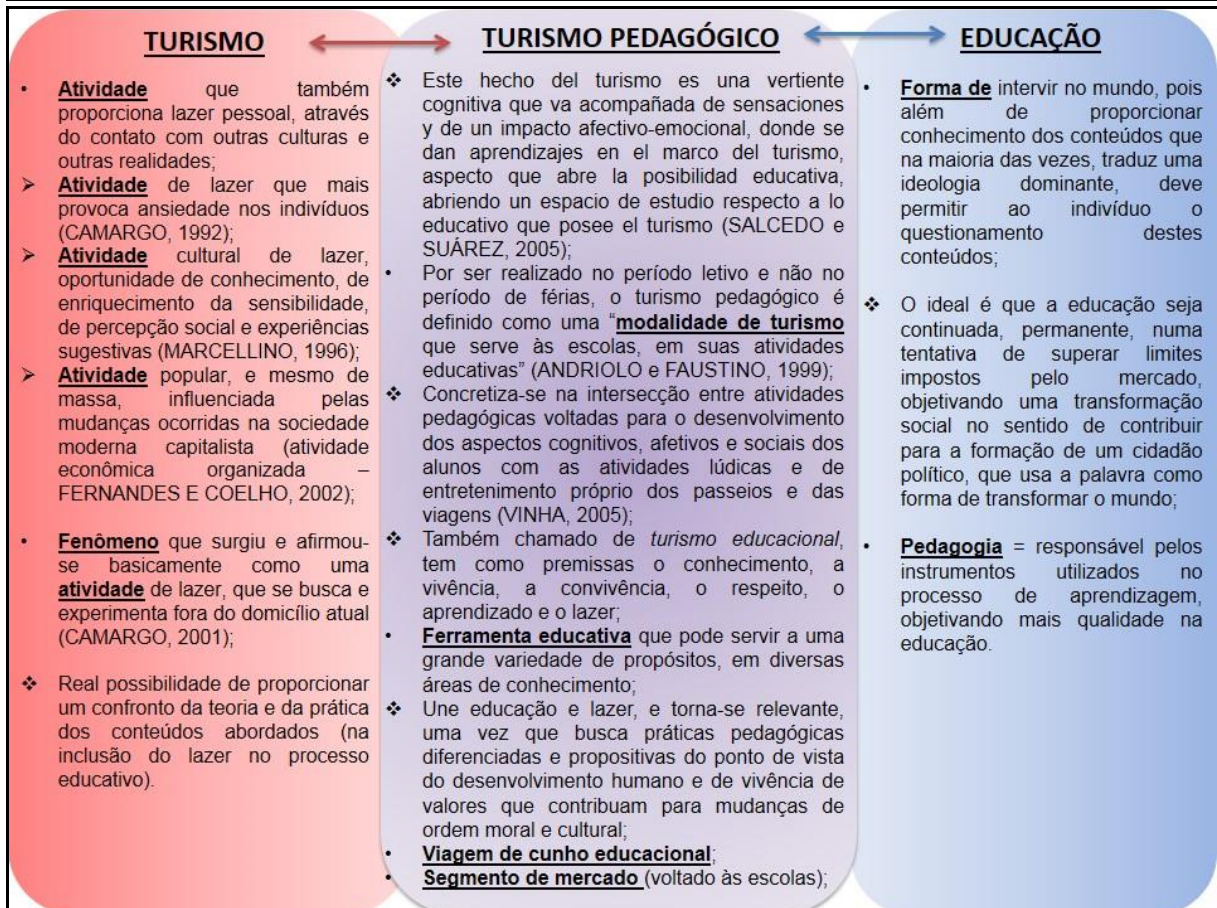 TURISMO
• Atividade que também
proporciona lazer pessoal, através
do contato com outras culturas e
outras realidades;
➢ Atividade de lazer que mais
provoca ansiedade nos indivíduos
(CAMARGO, 1992);
➢ Atividade cultural de lazer,
oportunidade de conhecimento, de
enriquecimento da sensibilidade,
de percepção social e experiências
sugestivas (MARCELLINO, 1996);
➢ Atividade popular, e mesmo de
massa, influenciada pelas
mudanças ocorridas na sociedade
moderna capitalista (atividade
econômica organizada –
FERNANDES E COELHO, 2002);
• Fenômeno que surgiu e afirmou-
se basicamente como uma
atividade de lazer, que se busca e
experimenta fora do domicílio atual
(CAMARGO, 2001);
❖ Real possibilidade de proporcionar
um confronto da teoria e da prática
dos conteúdos abordados (na
inclusão do lazer no processo
educativo).
TURISMO PEDAGÓGICO
❖ Este hecho del turismo es una vertiente
cognitiva que va acompañada de sensaciones
y de un impacto afectivo-emocional, donde se
dan aprendizajes en el marco del turismo,
aspecto que abre la posibilidad educativa,
abriendo un espacio de estudio respecto a lo
educativo que posee el turismo (SALCEDO e
SUÁREZ, 2005);
• Por ser realizado no período letivo e não no
período de férias, o turismo pedagógico é
definido como uma “modalidade de turismo
que serve às escolas, em suas atividades
educativas” (ANDRIOLO e FAUSTINO, 1999);
❖ Concretiza-se na intersecção entre atividades
pedagógicas voltadas para o desenvolvimento
dos aspectos cognitivos, afetivos e sociais dos
alunos com as atividades lúdicas e de
entretenimento próprio dos passeios e das
viagens (VINHA, 2005);
❖ Também chamado de turismo educacional,
tem como premissas o conhecimento, a
vivência, a convivência, o respeito, o
aprendizado e o lazer;
• Ferramenta educativa que pode servir a uma
grande variedade de propósitos, em diversas
áreas de conhecimento;
❖ Une educação e lazer, e torna-se relevante,
uma vez que busca práticas pedagógicas
diferenciadas e propositivas do ponto de vista
do desenvolvimento humano e de vivência de
valores que contribuam para mudanças de
ordem moral e cultural;
• Viagem de cunho educacional;
• Segmento de mercado (voltado às escolas);
EDUCAÇÃO
• Forma de intervir no mundo, pois
além de proporcionar
conhecimento dos conteúdos que
na maioria das vezes, traduz uma
ideologia dominante, deve
permitir ao indivíduo o
questionamento destes
conteúdos;
❖ O ideal é que a educação seja
continuada, permanente, numa
tentativa de superar limites
impostos pelo mercado,
objetivando uma transformação
social no sentido de contribuir
para a formação de um cidadão
político, que usa a palavra como
forma de transformar o mundo;
• Pedagogia = responsável pelos
instrumentos utilizados no
processo de aprendizagem,
objetivando mais qualidade na
educação.